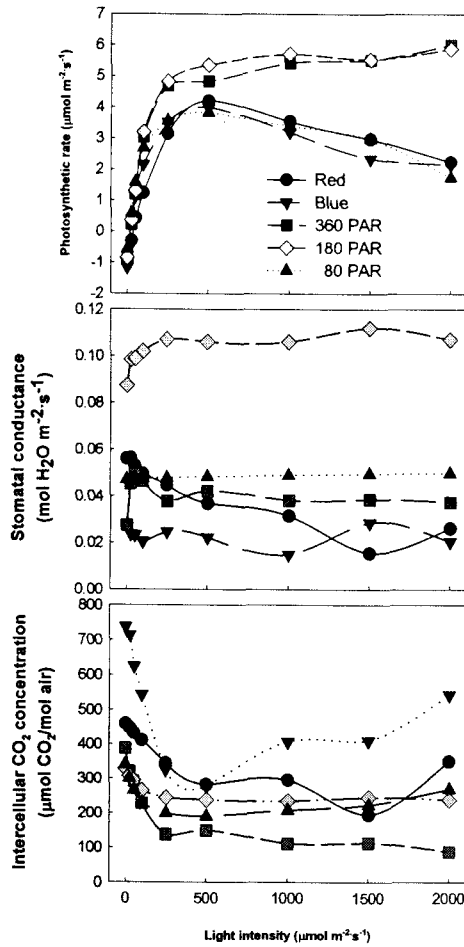 Photosynthetic rate (μmol m⁻²·s⁻¹)
7
6
5
4
3
2
1
0
-1
-2
Red
Blue
360 PAR
180 PAR
80 PAR
Stomatal conductance
(mol H₂O m⁻²·s⁻¹)
0.12
0.10
0.08
0.06
0.04
0.02
0.00
Intercellular CO₂ concentration
(μmol CO₂/mol air)
800
700
600
500
400
300
200
100
0
0 500 1000 1500 2000
Light intensity (μmol m⁻²·s⁻¹)